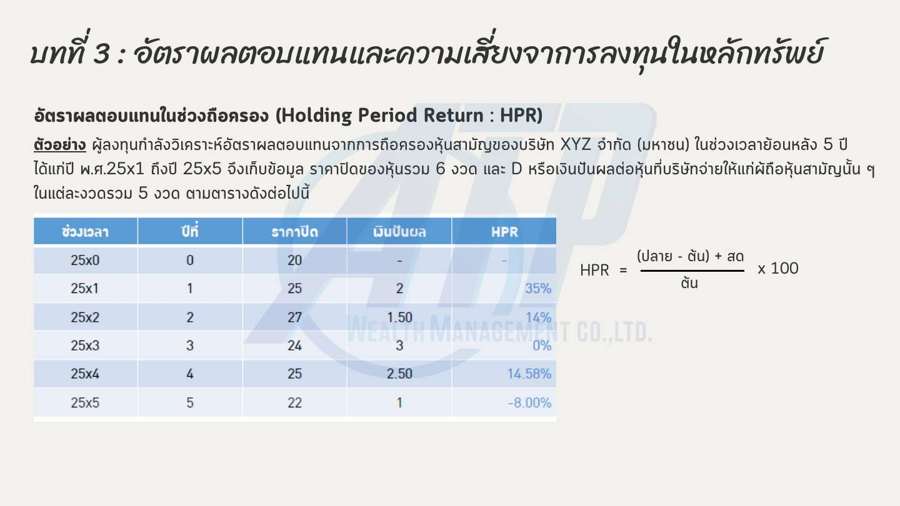 บทที่ 3 : อัตราผลตอบแทนและความเสี่ยงจาการลงทุนในหลักทรัพย์
อัตราผลตอบแทนในช่วงถือครอง (Holding Period Return : HPR)
ตัวอย่าง ผู้ลงทุนกำลังวิเคราะห์อัตราผลตอบแทนจากการถือครองหุ้นสามัญของบริษัท XYZ จำกัด (มหาชน) ในช่วงเวลาย้อนหลัง 5 ปี
ได้แก่ปี พ.ศ.25x1 ถึงปี 25x5 จึงเก็บข้อมูล ราคาปิดของหุ้นรวม 6 งวด และ D หรือเงินปันผลต่อหุ้นที่บริษัทจ่ายให้แก่ผู้ถือหุ้นสามัญนั้น ๆ
ในแต่ละงวดรวม 5 งวด ตามตารางดังต่อไปนี้
ช่วงเวลา ปีที่ ราคาปิด เงินปันผล HPR
25x0 0 20 - -
25x1 1 25 2 35%
25x2 2 27 1.50 14%
25x3 3 24 3 0%
25x4 4 25 2.50 14.58%
25x5 5 22 1 -8.00%
(ปลาย - ต้น) + สด
HPR = x 100
ต้น
ATP
WEALTH MANAGEMENT CO.,LTD.